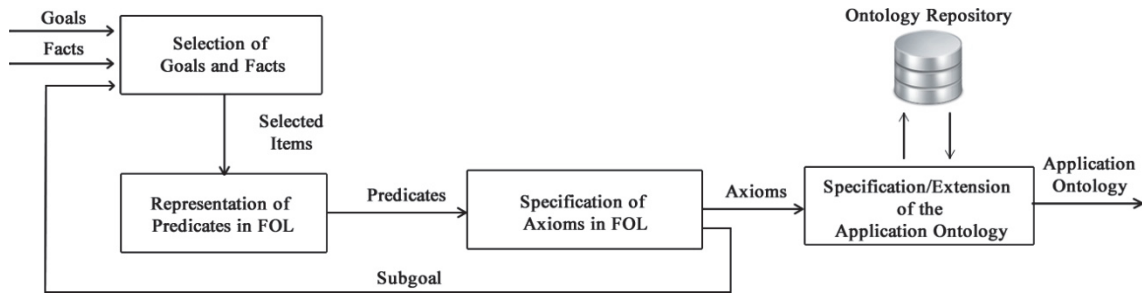 Goals
Facts
Selection of
Goals and Facts
Selected
Items
Representation of
Predicates in FOL
Predicates
Specification of
Axioms in FOL
Subgoal
Axioms
Ontology Repository
Specification/Extension
of the
Application Ontology
Application
Ontology